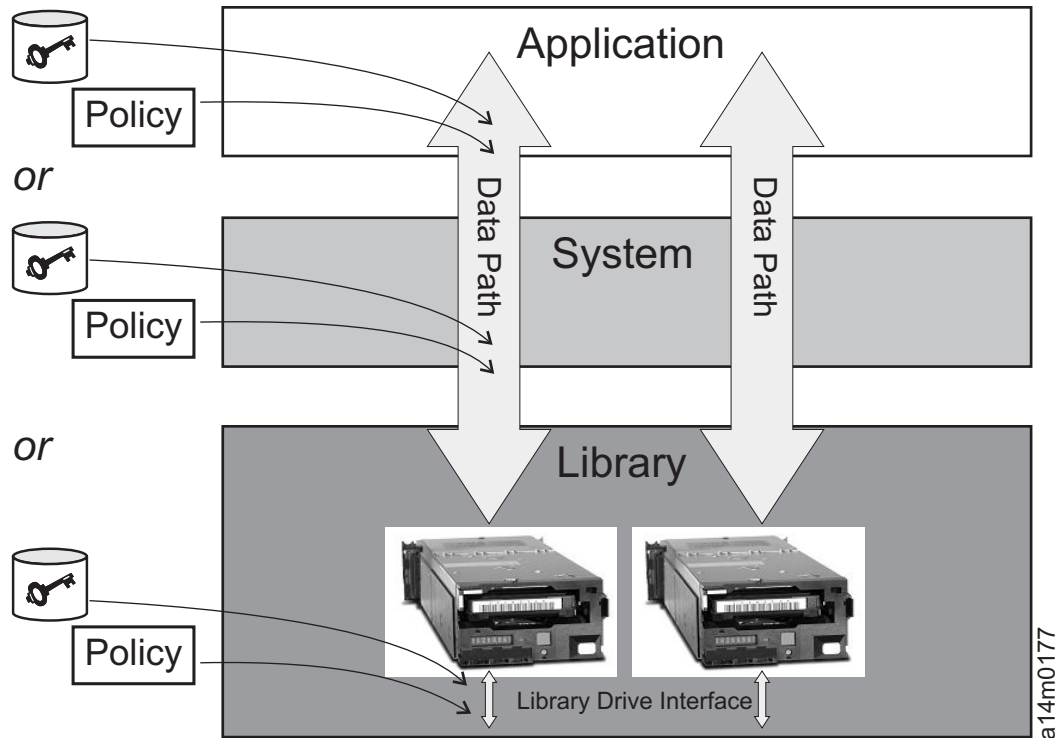 Application
Policy
or
Data Path
Data Path
System
Policy
or
Library
Policy
Library Drive Interface
a14m0177